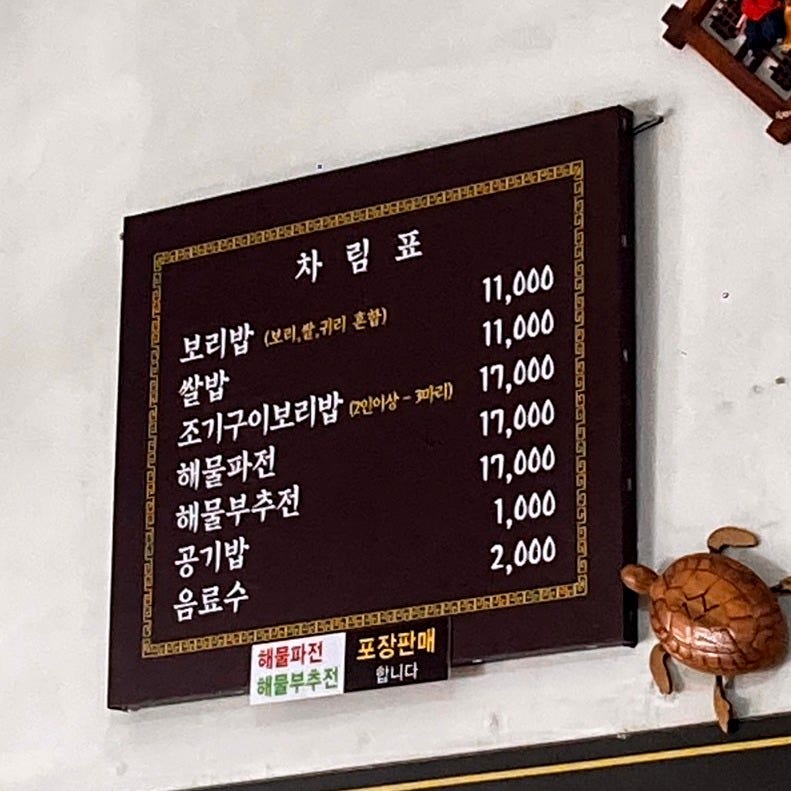 차림표
보리밥 (보리,쌀,귀리 혼합) 11,000
쌀밥 11,000
조기구이보리밥 (2인이상 - 3마리) 17,000
해물파전 17,000
해물부추전 17,000
공기밥 1,000
음료수 2,000
해물파전 포장판매
해물부추전 합니다